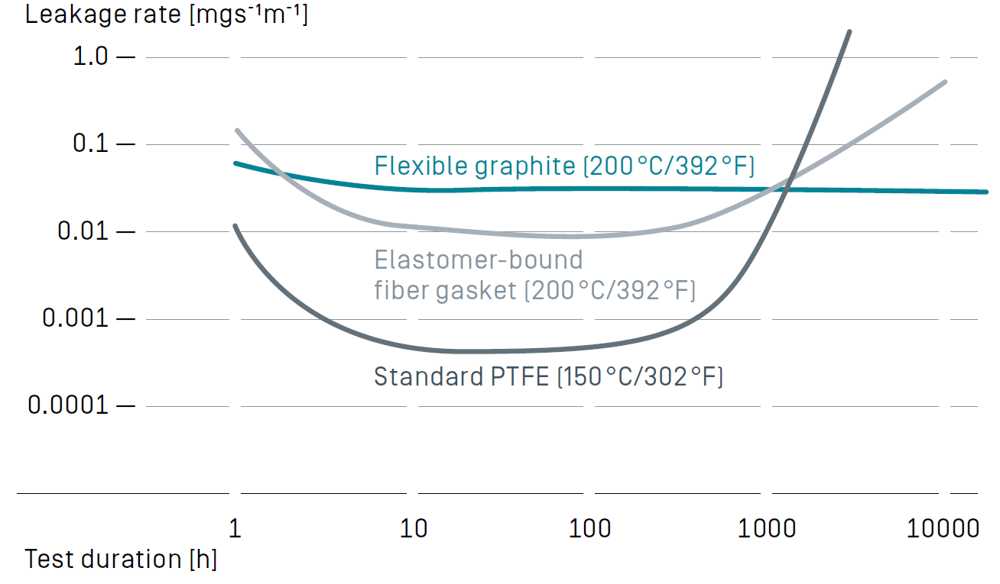 Leakage rate [mgs⁻¹m⁻¹]
1.0
0.1
Flexible graphite (200°C/392°F)
0.01
Elastomer-bound
fiber gasket (200°C/392°F)
0.001
Standard PTFE (150°C/302°F)
0.0001
1 10 100 1000 10000
Test duration [h]